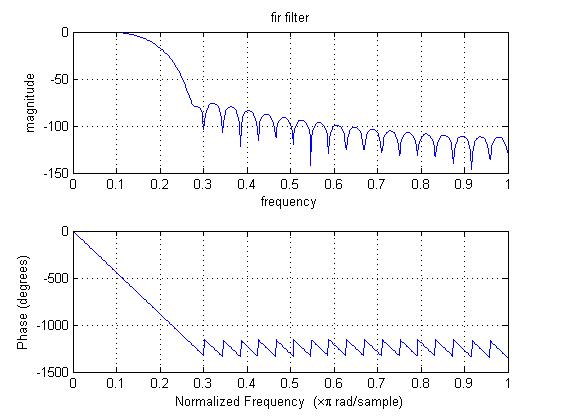 fir filter
0
-50
-100
-150
magnitude
0 0.1 0.2 0.3 0.4 0.5 0.6 0.7 0.8 0.9 1
frequency
0
-500
-1000
-1500
Phase (degrees)
0 0.1 0.2 0.3 0.4 0.5 0.6 0.7 0.8 0.9 1
Normalized Frequency (×π rad/sample)